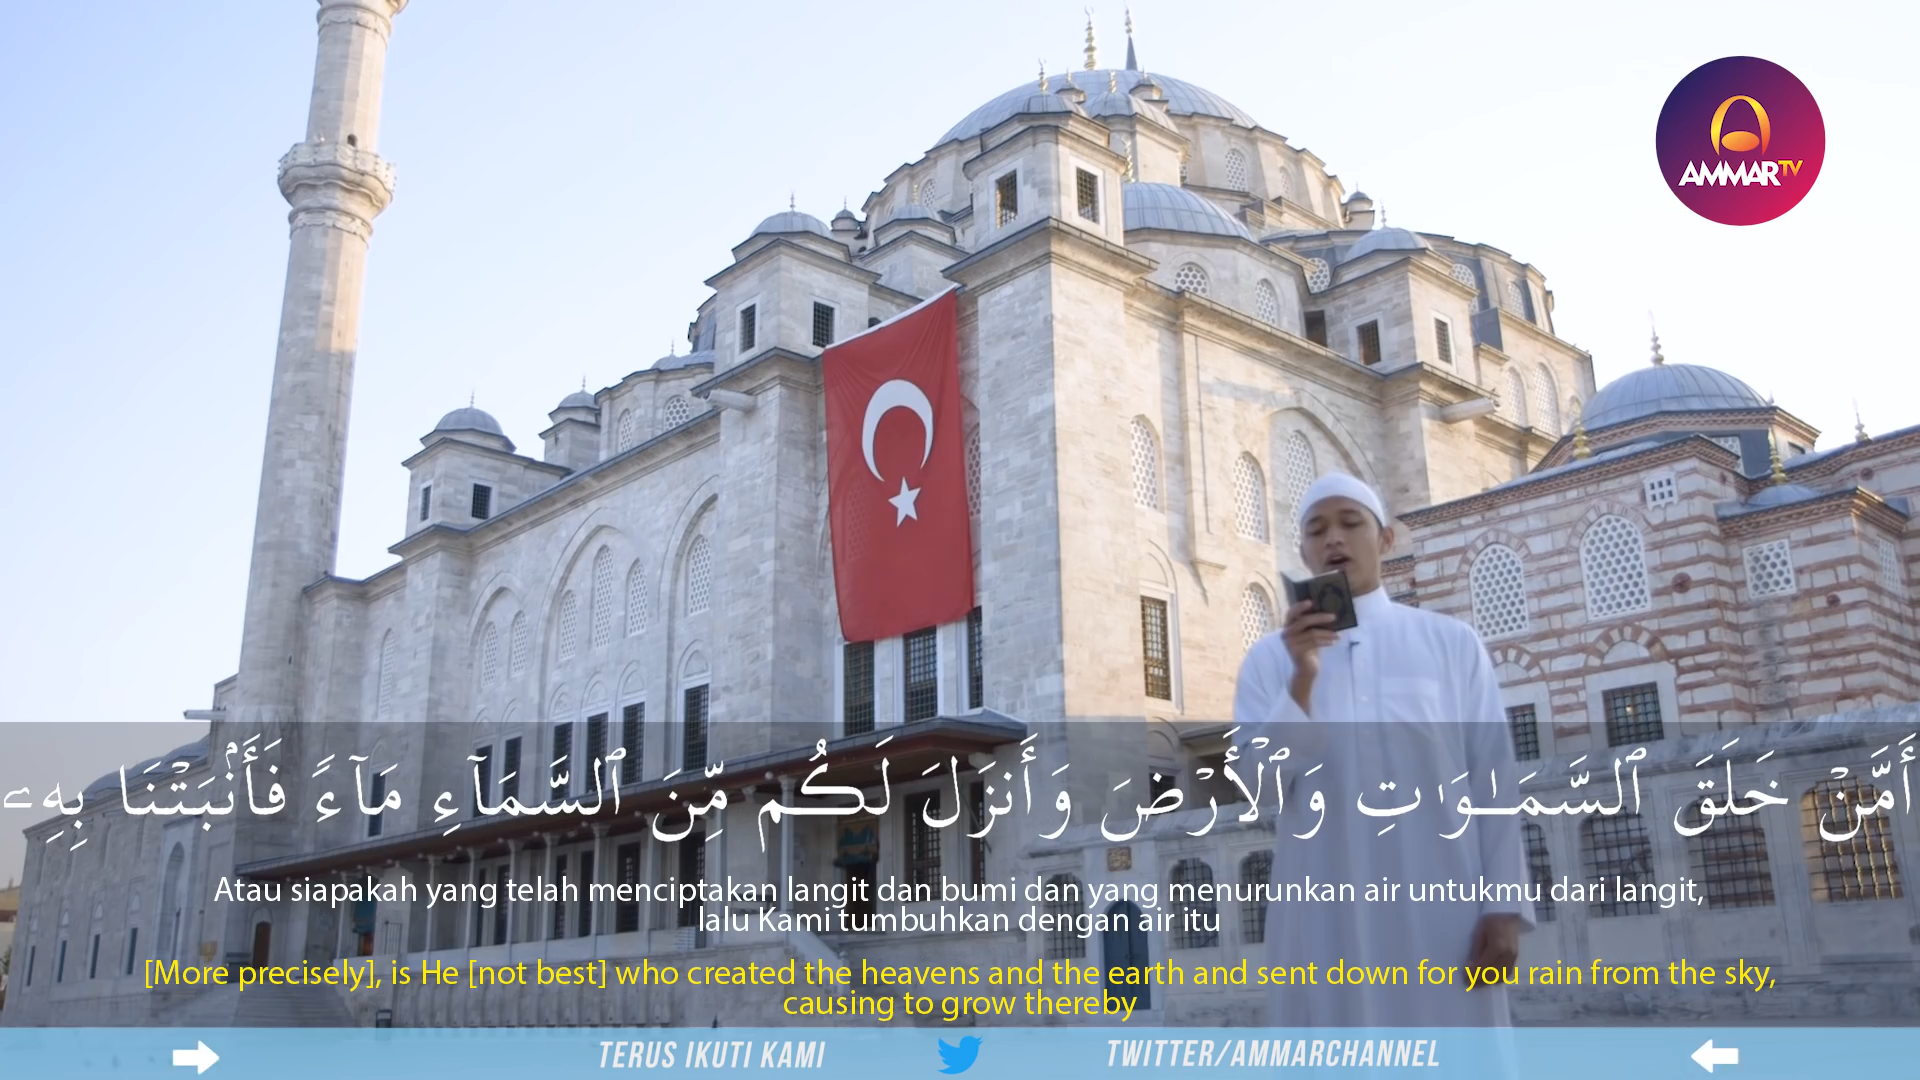 AMMARTV
أَمَّنۡ خَلَقَ ٱلسَّمَـٰوَٰتِ وَٱلۡأَرۡضَ وَأَنزَلَ لَكُم مِّنَ ٱلسَّمَآءِ مَآءً فَأَنۢبَتۡنَا بِهِۦ
Atau siapakah yang telah menciptakan langit dan bumi dan yang menurunkan air untukmu dari langit,
lalu Kami tumbuhkan dengan air itu
[More precisely], is He [not best] who created the heavens and the earth and sent down for you rain from the sky,
causing to grow thereby
TERUS IKUTI KAMI TWITTER/AMMARCHANNEL